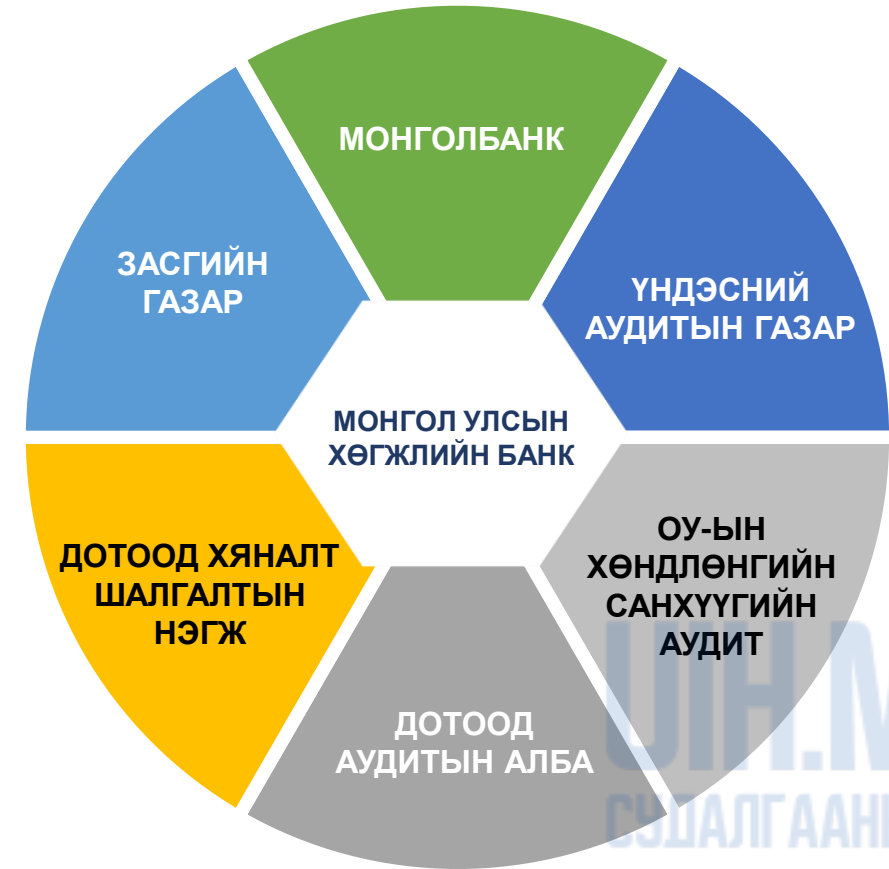 МОНГОЛБАНК
ҮНДЭСНИЙ
АУДИТЫН ГАЗАР
ОУ-ЫН
ХӨНДЛӨНГИЙН
САНХҮҮГИЙН
АУДИТ
ДОТООД
АУДИТЫН АЛБА
ДОТООД ХЯНАЛТ
ШАЛГАЛТЫН
НЭГЖ
ЗАСГИЙН
ГАЗАР
МОНГОЛ УЛСЫН
ХӨГЖЛИЙН БАНК
UIH.M